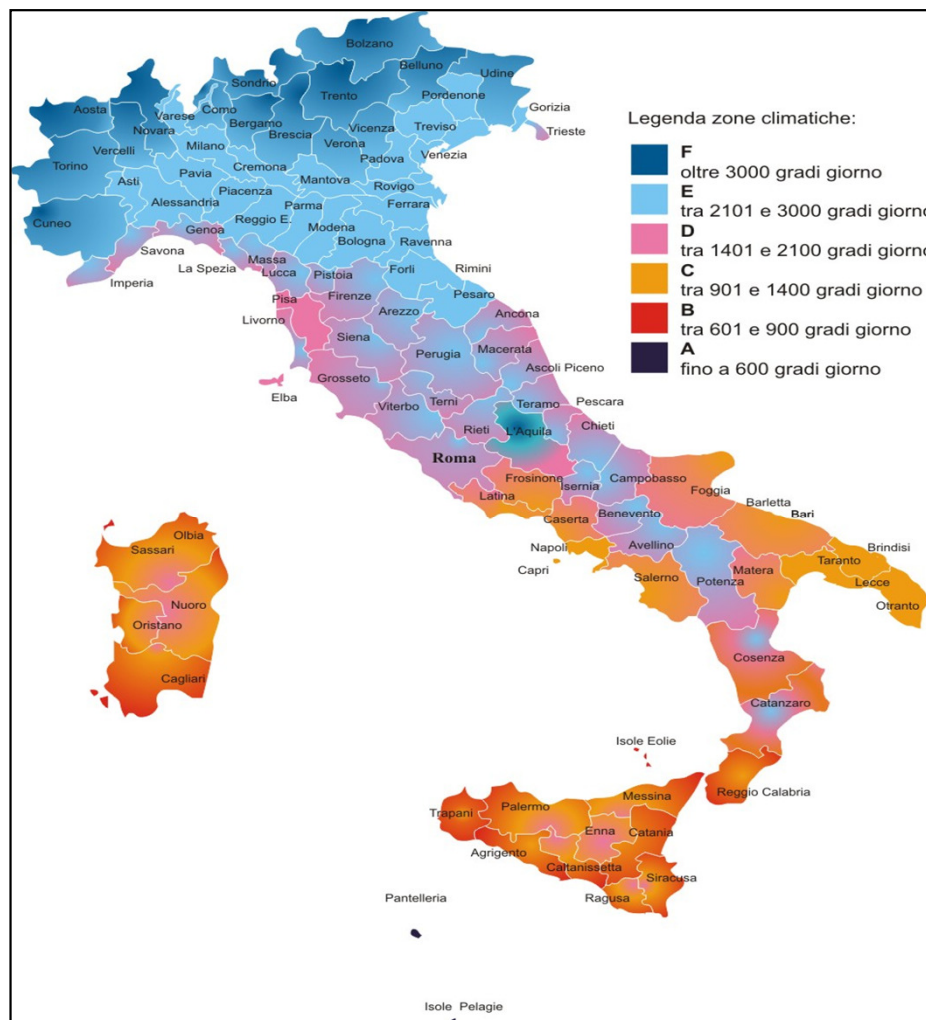 Bolzano
Belluno
Udine
Sondrio
Trento
Pordenone
Aosta
Como
Gorizia
Varese
Bergamo
Novara
Brescia
Vicenza
Treviso
Trieste
Milano
Verona
Vercelli
Padova
Venezia
Torino
Cremona
Pavia
Mantova
Asti
Piacenza
Rovigo
Alessandria
Parma
Ferrara
Reggio E.
Cuneo
Modena
Genoa
Bologna
Ravenna
Savona
Massa
La Spezia
Lucca
Pistoia
Forli
Rimini
Imperia
Pisa
Firenze
Pesaro
Livorno
Arezzo
Ancona
Siena
Perugia
Macerata
Ascoli Piceno
Grosseto
Elba
Terni
Teramo
Pescara
Viterbo
Rieti
L'Aquila
Chieti
Roma
Frosinone
Isernia
Campobasso
Foggia
Latina
Barletta
Bari
Caserta
Benevento
Napoli
Avellino
Brindisi
Capri
Salerno
Matera
Taranto
Potenza
Lecce
Otranto
Olbia
Sassari
Nuoro
Oristano
Cagliari
Cosenza
Catanzaro
Isole Eolie
Reggio Calabria
Messina
Palermo
Trapani
Enna
Catania
Agrigento
Caltanissetta
Siracusa
Ragusa
Pantelleria
Isole Pelagie
Legenda zone climatiche:
F
oltre 3000 gradi giorno
E
tra 2101 e 3000 gradi giorno
D
tra 1401 e 2100 gradi giorno
C
tra 901 e 1400 gradi giorno
B
tra 601 e 900 gradi giorno
A
fino a 600 gradi giorno